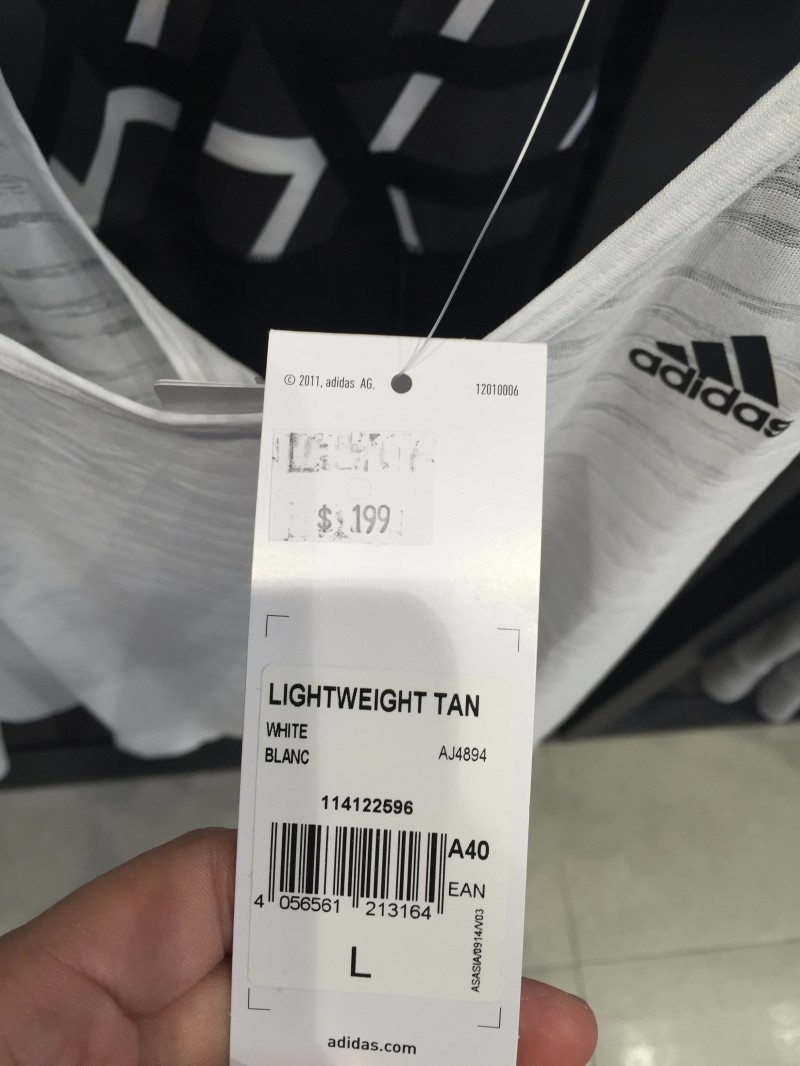 © 2011, adidas AG.
12010006
adidas
$ 199
LIGHTWEIGHT TAN
WHITE
BLANC
AJ4894
114122596
A40
EAN
4 056561 213164
ASASIA/0914/V03
L
adidas.com